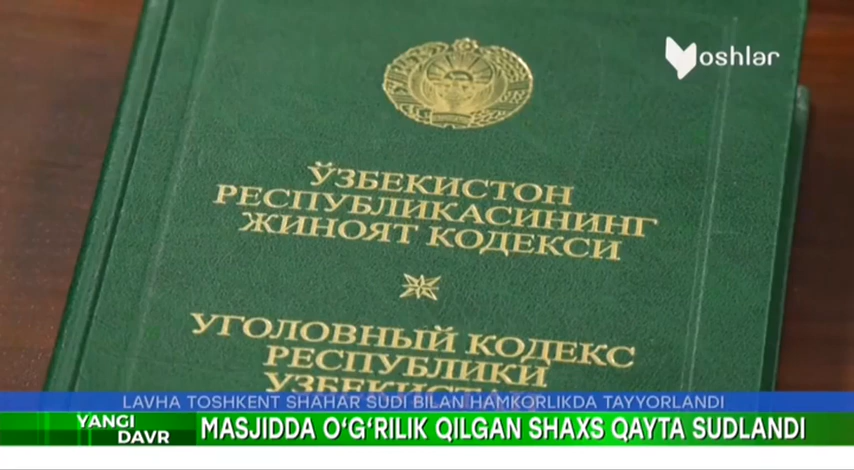 Yoshlar
ЎЗБЕКИСТОН
РЕСПУБЛИКАСИНИНГ
ЖИНОЯТ КОДЕКСИ
УГОЛОВНЫЙ КОДЕКС
РЕСПУБЛИКИ
УЗБЕКИСТАН
LAVHA TOSHKENT SHAHAR SUDI BILAN HAMKORLIKDA TAYYORLANDI
YANGI
DAVR
MASJIDDA O‘G‘RILIK QILGAN SHAXS QAYTA SUDLANDI